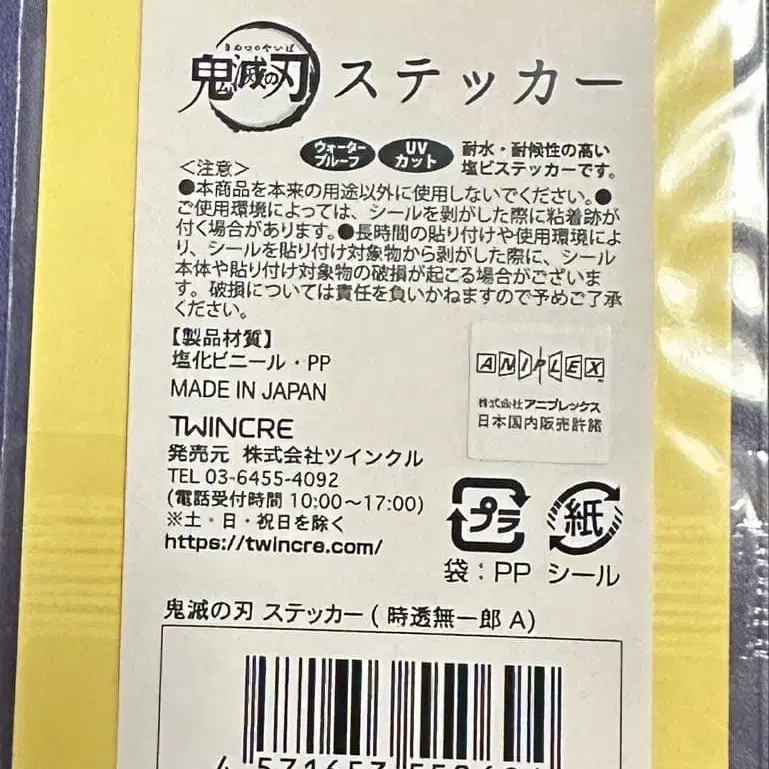 きめつのやいば
鬼滅の刃 ステッカー
ウォーター
プルーフ
UV
カット
耐水・耐候性の高い
塩ビステッカーです。
＜注意＞
●本商品を本来の用途以外に使用しないでください。●
ご使用環境によっては、シールを剥がした際に粘着跡が
付く場合があります。●長時間の貼り付けや使用環境によ
り、シールを貼り付け対象物から剥がした際に、シール
本体や貼り付け対象物の破損が起こる場合がございま
す。破損については責任を負いかねますので予めご了承
ください。
【製品材質】
塩化ビニール・PP
MADE IN JAPAN
ANIPLEX
株式会社アニプレックス
日本国内販売許諾
TWINCRE
発売元 株式会社ツインクル
TEL 03-6455-4092
(電話受付時間 10:00～17:00)
※土・日・祝日を除く
https://twincre.com/
プラ
紙
袋：PP シール
鬼滅の刃 ステッカー( 時透無一郎 A)
4 571657